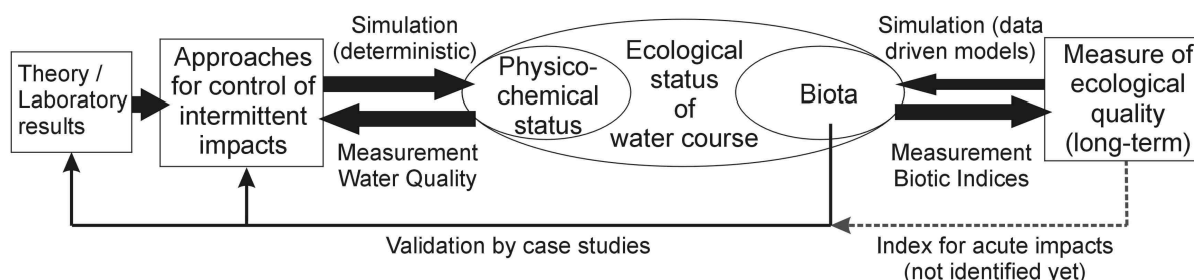 Theory /
Laboratory
results
Approaches
for control of
intermittent
impacts
Simulation
(deterministic)
Measurement
Water Quality
Physico-
chemical
status
Ecological
status
of
water course
Biota
Simulation (data
driven models)
Measurement
Biotic Indices
Measure of
ecological
quality
(long-term)
Validation by case studies
Index for acute impacts
(not identified yet)